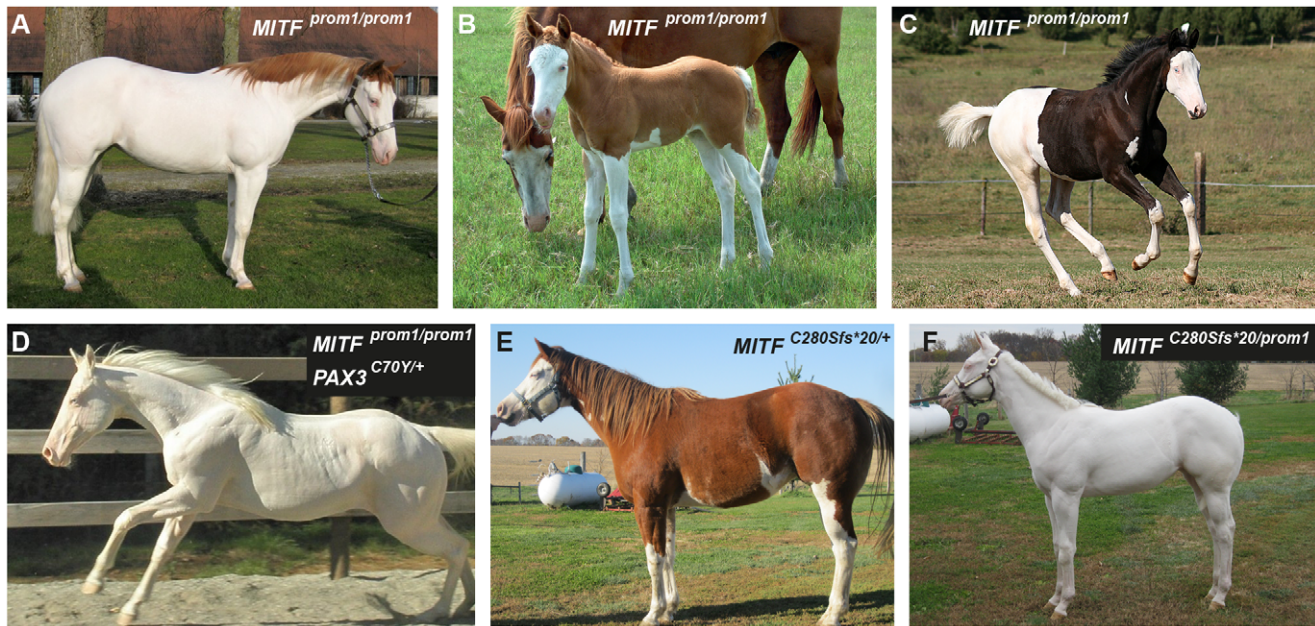 A
MITF prom1/prom1
B
MITF prom1/prom1
C
MITF prom1/prom1
D
MITF prom1/prom1
PAX3 C70Y/+
E
MITF C280Sfs*20/+
F
MITF C280Sfs*20/prom1